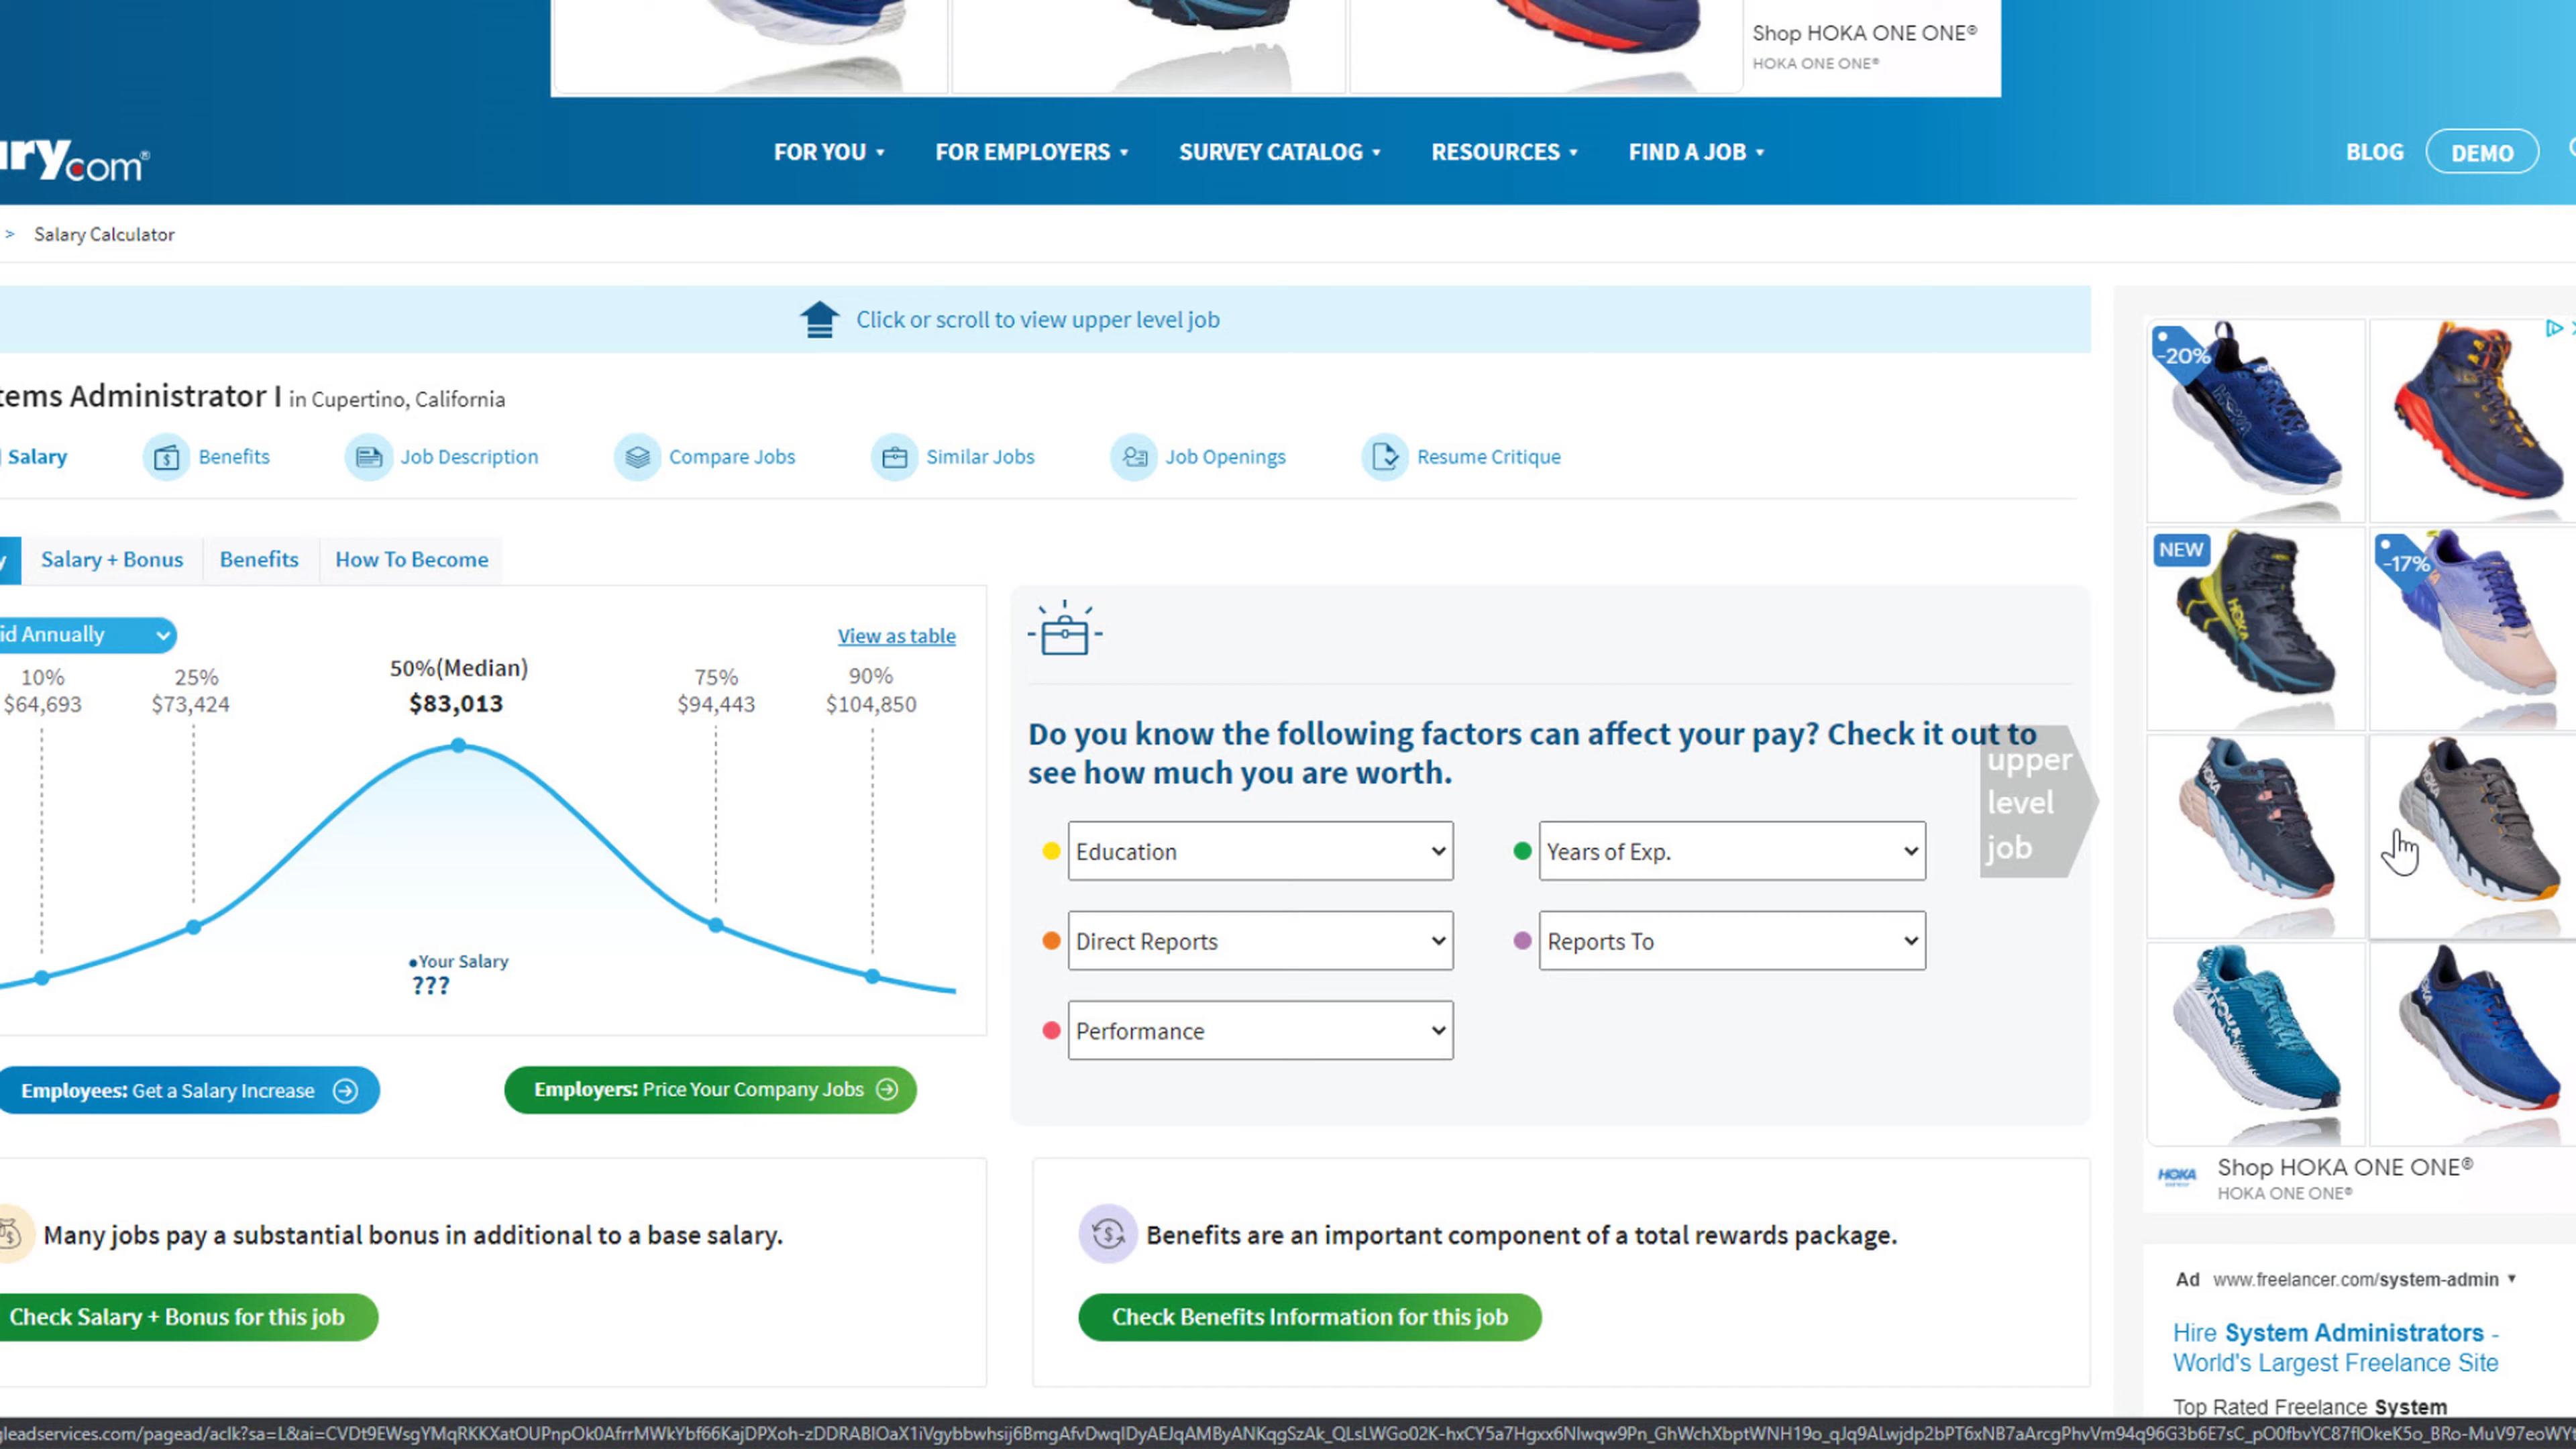 Shop HOKA ONE ONE®
HOKA ONE ONE®
ary.com®
FOR YOU
FOR EMPLOYERS
SURVEY CATALOG
RESOURCES
FIND A JOB
BLOG
DEMO
> Salary Calculator
Click or scroll to view upper level job
tems Administrator I in Cupertino, California
Salary
Benefits
Job Description
Compare Jobs
Similar Jobs
Job Openings
Resume Critique
y
Salary + Bonus
Benefits
How To Become
id Annually
View as table
10%
$64,693
25%
$73,424
50%(Median)
$83,013
75%
$94,443
90%
$104,850
Your Salary
???
Do you know the following factors can affect your pay? Check it out to
see how much you are worth.
upper
level
job
Education
Years of Exp.
Direct Reports
Reports To
Performance
Employees: Get a Salary Increase
Employers: Price Your Company Jobs
Many jobs pay a substantial bonus in additional to a base salary.
Check Salary + Bonus for this job
Benefits are an important component of a total rewards package.
Check Benefits Information for this job
-20%
NEW
-17%
HOKA
Shop HOKA ONE ONE®
HOKA ONE ONE®
Ad www.freelancer.com/system-admin
Hire System Administrators -
World's Largest Freelance Site
Top Rated Freelance System